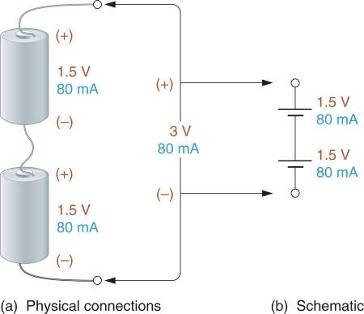 (+)
1.5 V
80 mA
(–)
(+)
1.5 V
80 mA
(–)
(+)
3 V
80 mA
(–)
1.5 V
80 mA
1.5 V
80 mA
(a) Physical connections
(b) Schematic